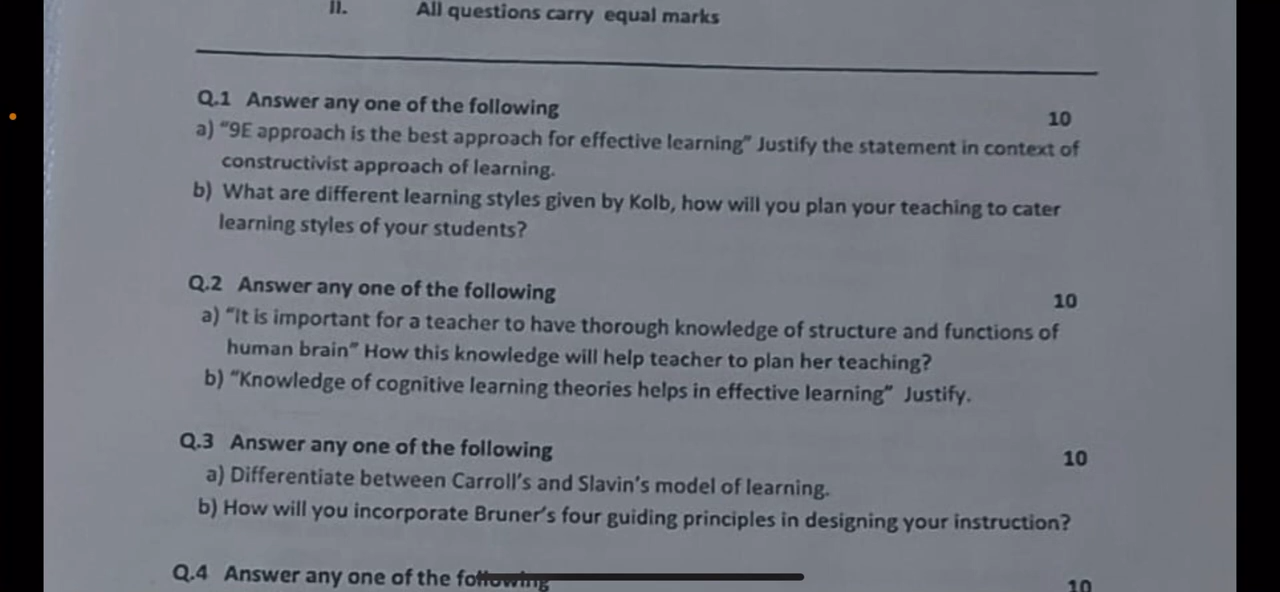 II. All questions carry equal marks
Q.1 Answer any one of the following 10
a) "9E approach is the best approach for effective learning" Justify the statement in context of
constructivist approach of learning.
b) What are different learning styles given by Kolb, how will you plan your teaching to cater
learning styles of your students?
Q.2 Answer any one of the following 10
a) "It is important for a teacher to have thorough knowledge of structure and functions of
human brain" How this knowledge will help teacher to plan her teaching?
b) "Knowledge of cognitive learning theories helps in effective learning" Justify.
Q.3 Answer any one of the following 10
a) Differentiate between Carroll's and Slavin's model of learning.
b) How will you incorporate Bruner's four guiding principles in designing your instruction?
Q.4 Answer any one of the following 10